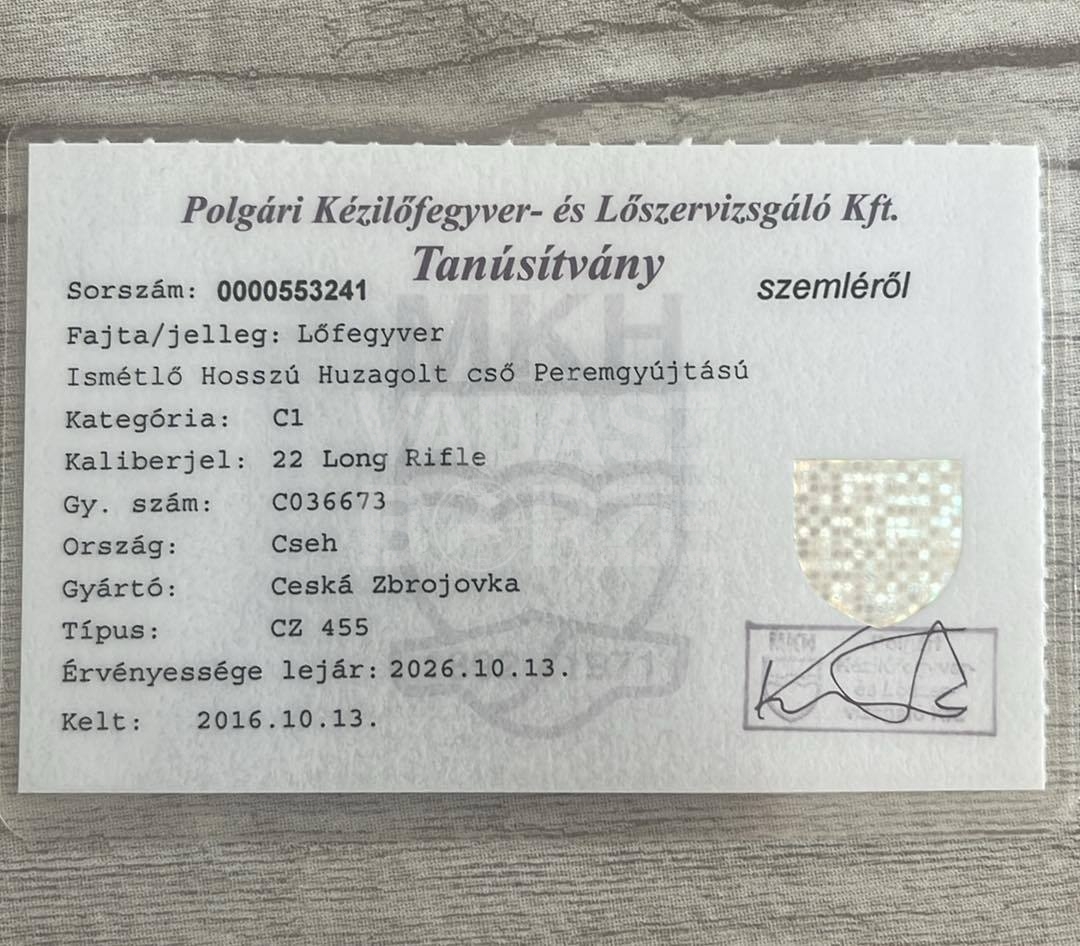 Polgári Kézilőfegyver- és Lőszervizsgáló Kft.
Tanúsítvány
Sorszám: 0000553241 szemléről
Fajta/jelleg: Lőfegyver
Ismétlő Hosszú Huzagolt cső Peremgyújtású
Kategória: C1
Kaliberjel: 22 Long Rifle
Gy. szám: C036673
Ország: Cseh
Gyártó: Ceská Zbrojovka
Típus: CZ 455
Érvényessége lejár: 2026.10.13.
Kelt: 2016.10.13.
MKH